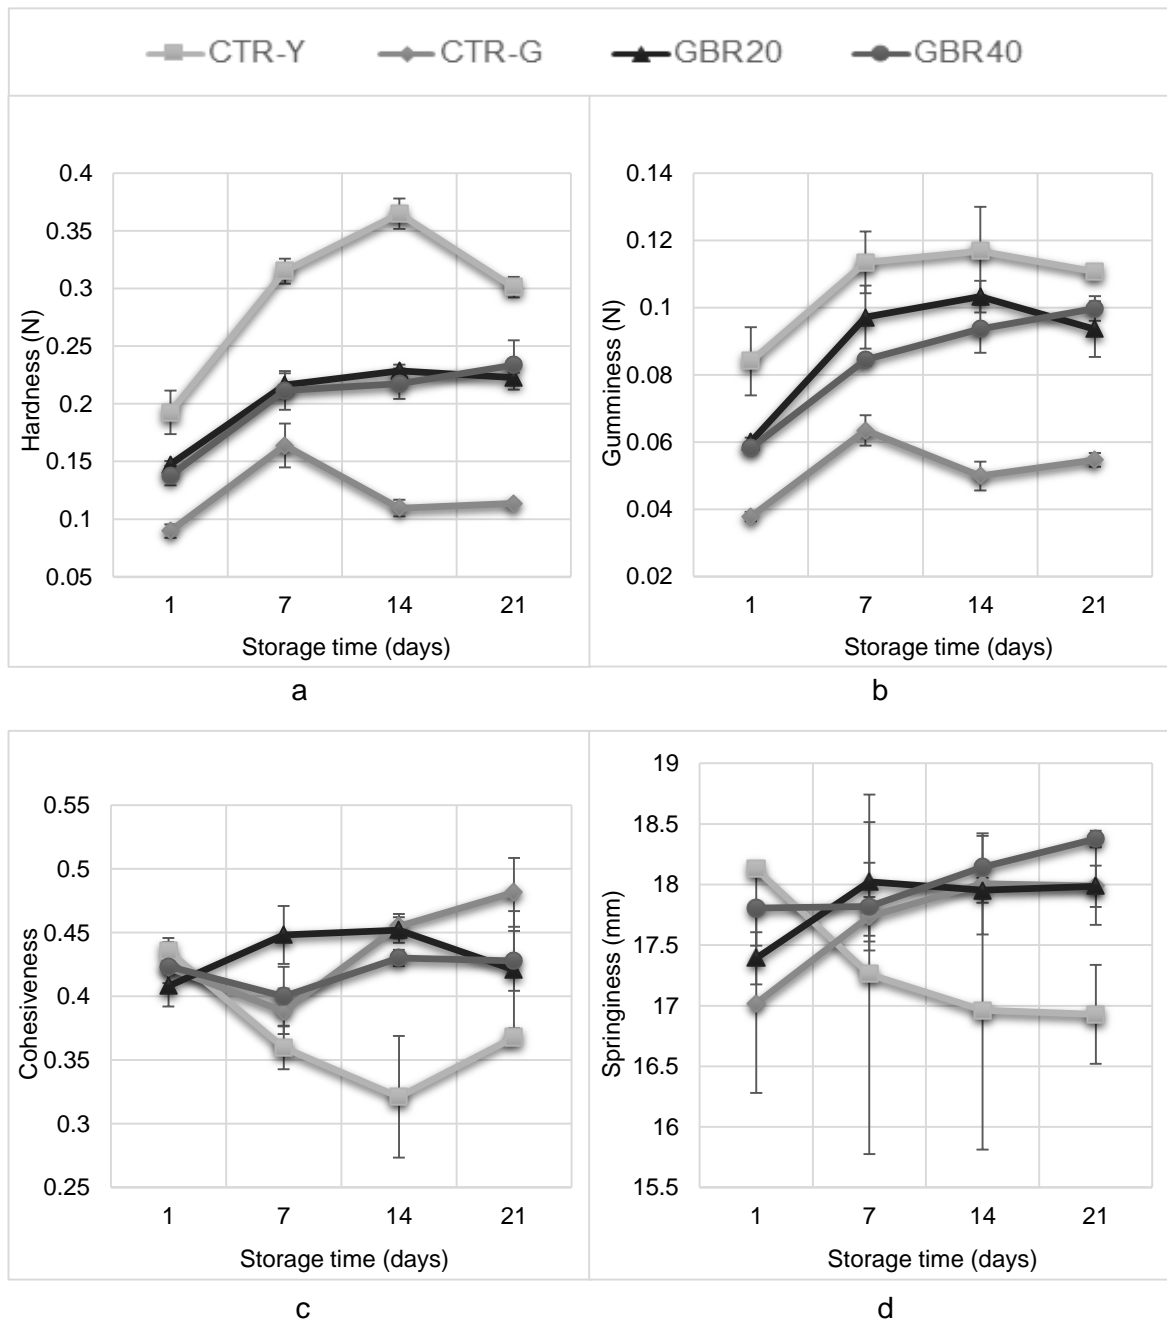 CTR-Y CTR-G GBR20 GBR40
0.4
0.35
0.3
0.25
0.2
0.15
0.1
0.05
Hardness (N)
1 7 14 21
Storage time (days)
a
0.14
0.12
0.1
0.08
0.06
0.04
0.02
Gumminess (N)
1 7 14 21
Storage time (days)
b
0.55
0.5
0.45
0.4
0.35
0.3
0.25
Cohesiveness
1 7 14 21
Storage time (days)
c
19
18.5
18
17.5
17
16.5
16
15.5
Springiness (mm)
1 7 14 21
Storage time (days)
d